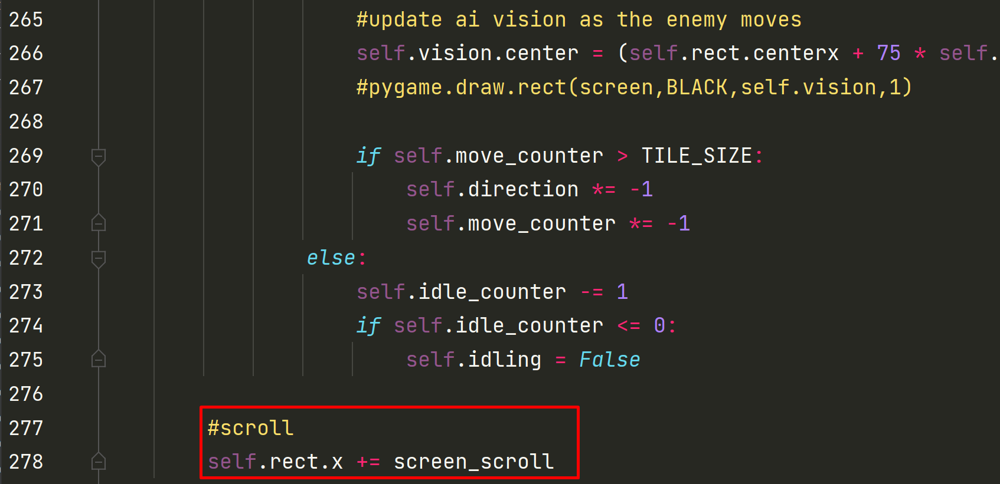 265 #update ai vision as the enemy moves
266 self.vision.center = (self.rect.centerx + 75 * self.
267 #pygame.draw.rect(screen,BLACK,self.vision,1)
268
269 if self.move_counter > TILE_SIZE:
270 self.direction *= -1
271 self.move_counter *= -1
272 else:
273 self.idle_counter -= 1
274 if self.idle_counter <= 0:
275 self.idling = False
276
277 #scroll
278 self.rect.x += screen_scroll